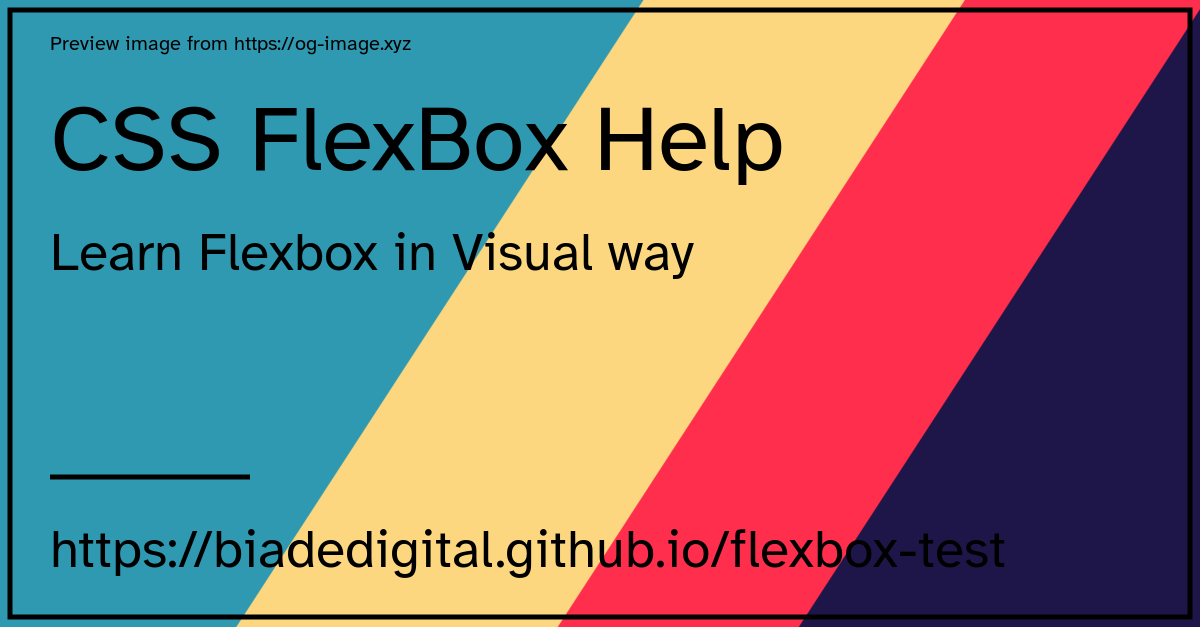 Preview image from https://og-image.xyz
CSS FlexBox Help
Learn Flexbox in Visual way
https://biadedigital.github.io/flexbox-test